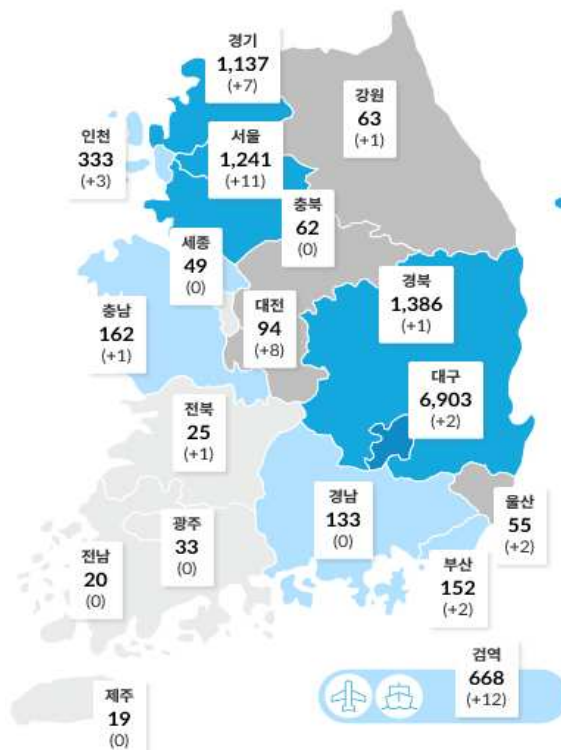 경기
1,137
(+7)
강원
63
(+1)
인천
333
(+3)
서울
1,241
(+11)
충북
62
(0)
세종
49
(0)
경북
1,386
(+1)
충남
162
(+1)
대전
94
(+8)
대구
6,903
(+2)
전북
25
(+1)
경남
133
(0)
울산
55
(+2)
광주
33
(0)
전남
20
(0)
부산
152
(+2)
검역
668
(+12)
제주
19
(0)